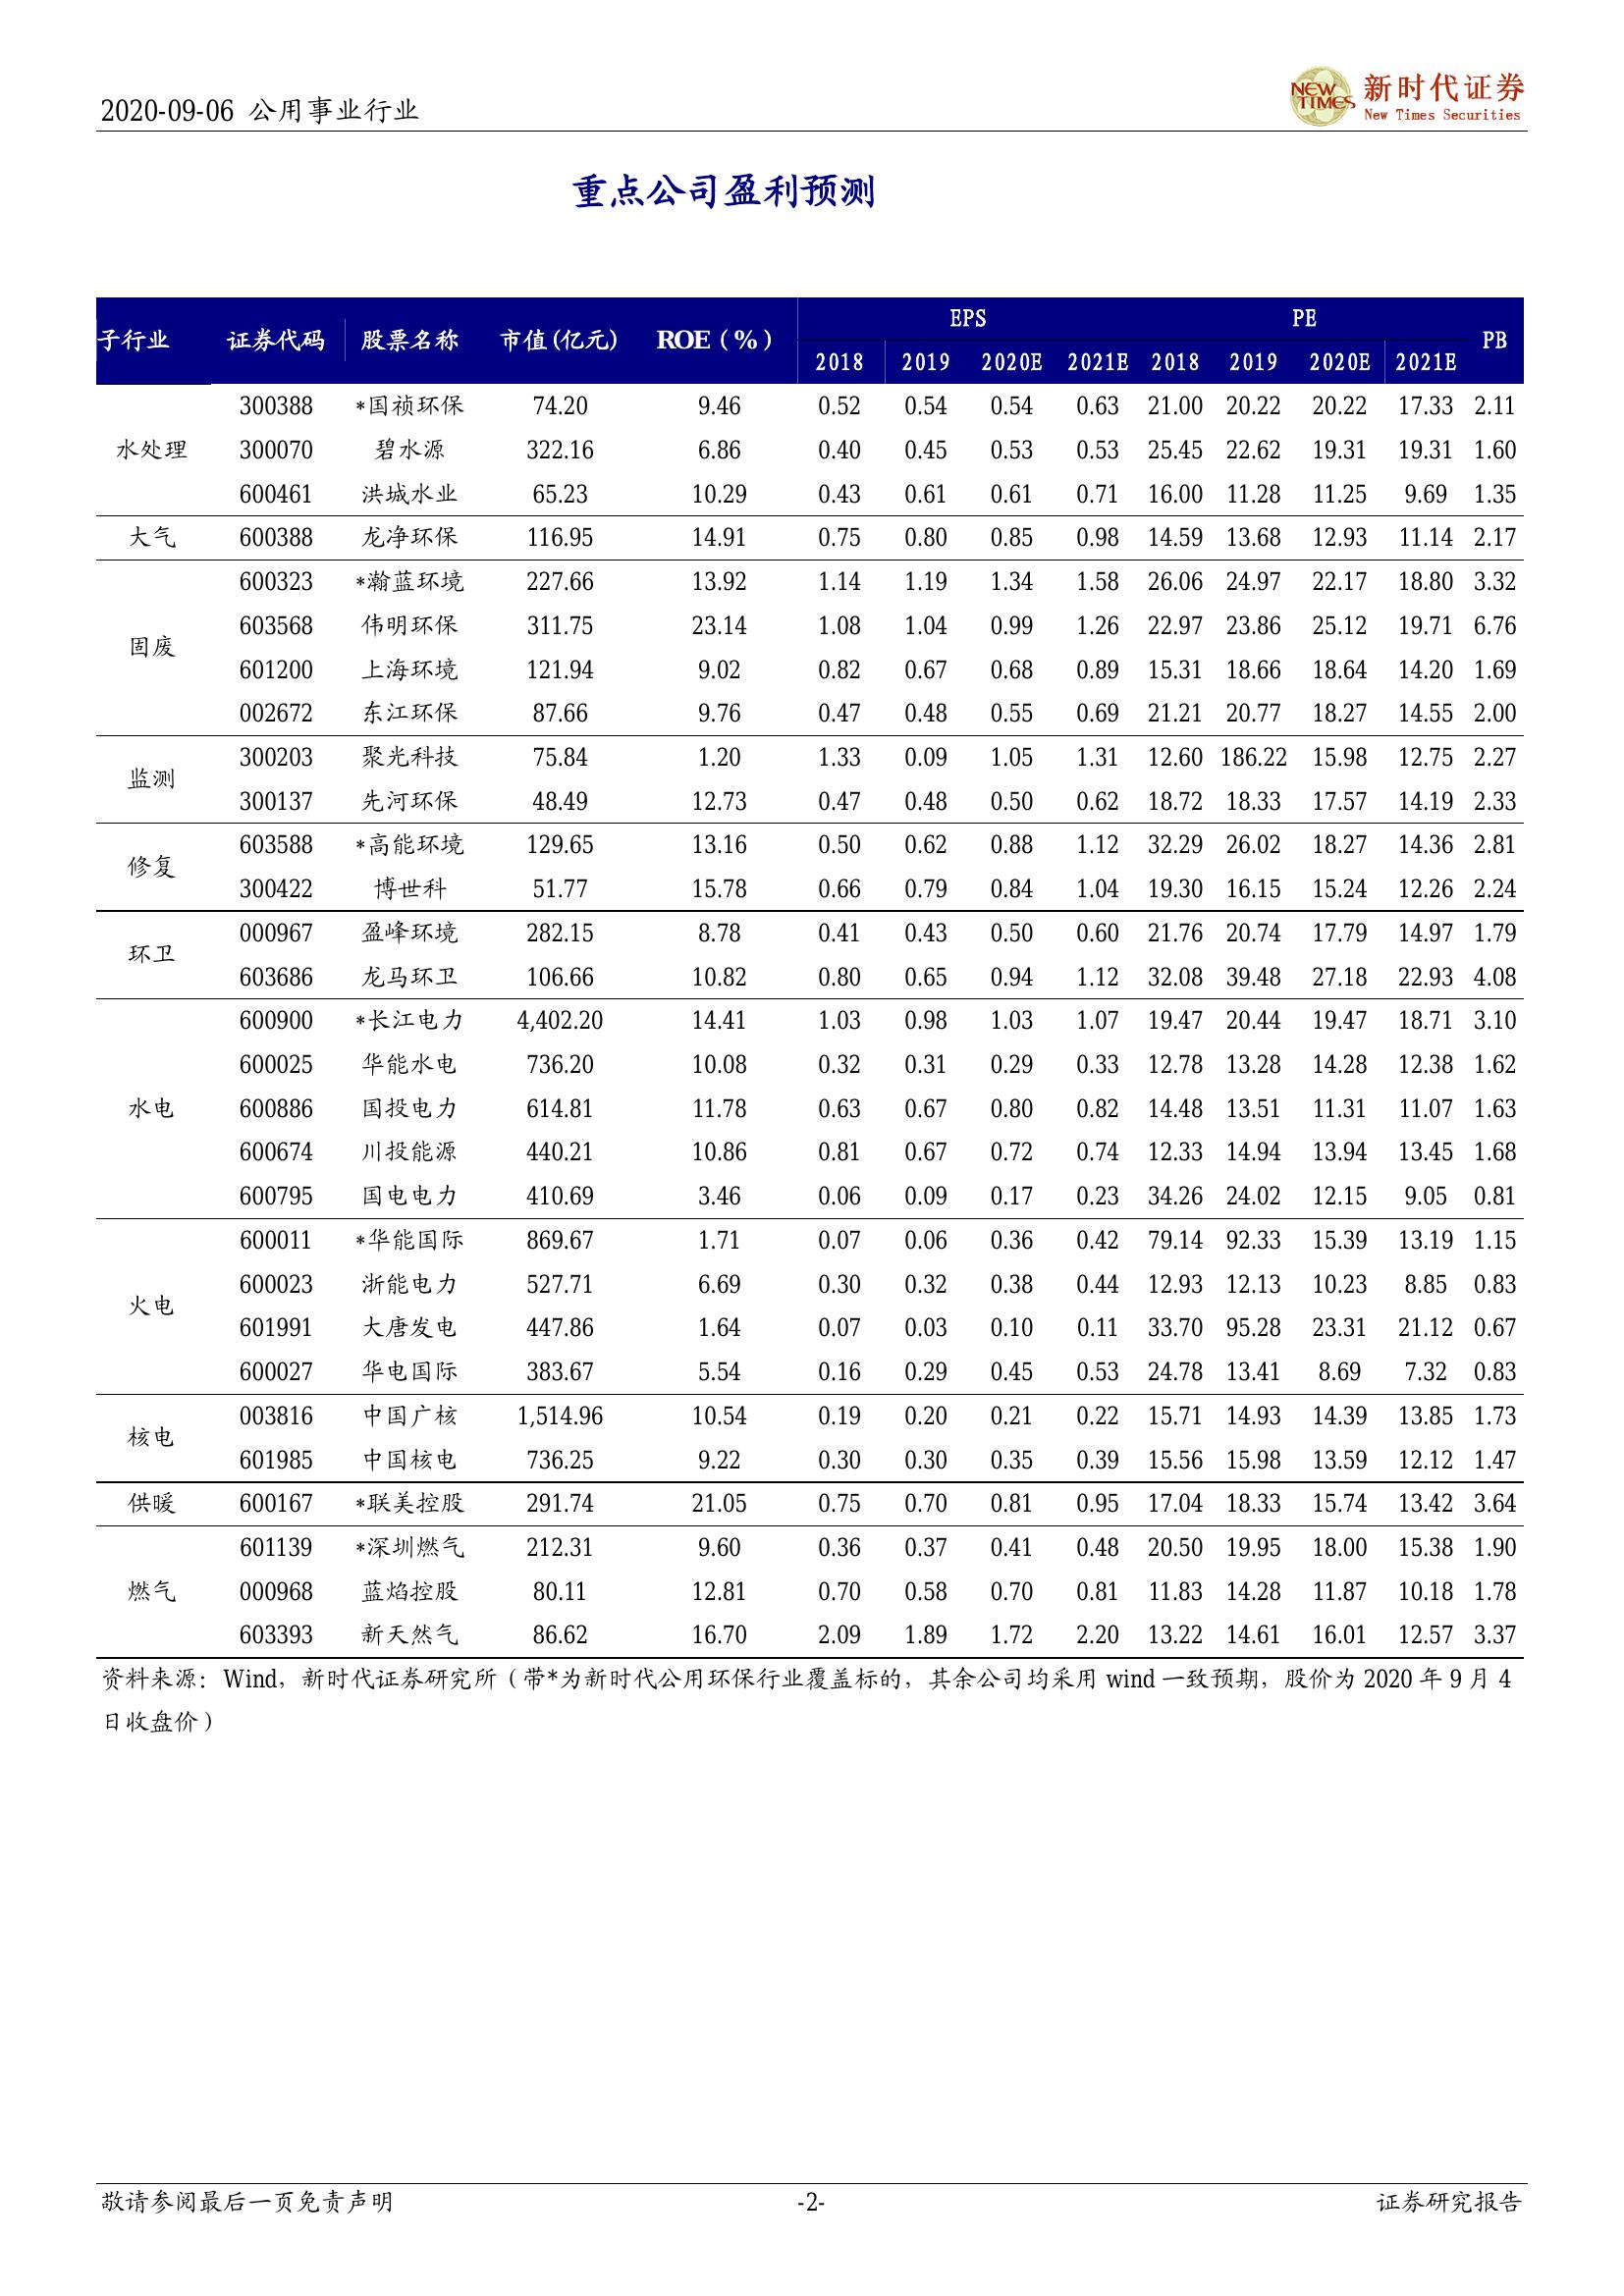 2020-09-06 公用事业行业
NEW TIMES 新时代证券
New Times Securities
重点公司盈利预测
子行业 证券代码 股票名称 市值(亿元) ROE（%） EPS PE PB
2018 2019 2020E 2021E 2018 2019 2020E 2021E
水处理 300388 *国祯环保 74.20 9.46 0.52 0.54 0.54 0.63 21.00 20.22 20.22 17.33 2.11
300070 碧水源 322.16 6.86 0.40 0.45 0.53 0.53 25.45 22.62 19.31 19.31 1.60
600461 洪城水业 65.23 10.29 0.43 0.61 0.61 0.71 16.00 11.28 11.25 9.69 1.35
大气 600388 龙净环保 116.95 14.91 0.75 0.80 0.85 0.98 14.59 13.68 12.93 11.14 2.17
固废 600323 *瀚蓝环境 227.66 13.92 1.14 1.19 1.34 1.58 26.06 24.97 22.17 18.80 3.32
603568 伟明环保 311.75 23.14 1.08 1.04 0.99 1.26 22.97 23.86 25.12 19.71 6.76
601200 上海环境 121.94 9.02 0.82 0.67 0.68 0.89 15.31 18.66 18.64 14.20 1.69
002672 东江环保 87.66 9.76 0.47 0.48 0.55 0.69 21.21 20.77 18.27 14.55 2.00
监测 300203 聚光科技 75.84 1.20 1.33 0.09 1.05 1.31 12.60 186.22 15.98 12.75 2.27
300137 先河环保 48.49 12.73 0.47 0.48 0.50 0.62 18.72 18.33 17.57 14.19 2.33
修复 603588 *高能环境 129.65 13.16 0.50 0.62 0.88 1.12 32.29 26.02 18.27 14.36 2.81
300422 博世科 51.77 15.78 0.66 0.79 0.84 1.04 19.30 16.15 15.24 12.26 2.24
环卫 000967 盈峰环境 282.15 8.78 0.41 0.43 0.50 0.60 21.76 20.74 17.79 14.97 1.79
603686 龙马环卫 106.66 10.82 0.80 0.65 0.94 1.12 32.08 39.48 27.18 22.93 4.08
水电 600900 *长江电力 4,402.20 14.41 1.03 0.98 1.03 1.07 19.47 20.44 19.47 18.71 3.10
600025 华能水电 736.20 10.08 0.32 0.31 0.29 0.33 12.78 13.28 14.28 12.38 1.62
600886 国投电力 614.81 11.78 0.63 0.67 0.80 0.82 14.48 13.51 11.31 11.07 1.63
600674 川投能源 440.21 10.86 0.81 0.67 0.72 0.74 12.33 14.94 13.94 13.45 1.68
600795 国电电力 410.69 3.46 0.06 0.09 0.17 0.23 34.26 24.02 12.15 9.05 0.81
火电 600011 *华能国际 869.67 1.71 0.07 0.06 0.36 0.42 79.14 92.33 15.39 13.19 1.15
600023 浙能电力 527.71 6.69 0.30 0.32 0.38 0.44 12.93 12.13 10.23 8.85 0.83
601991 大唐发电 447.86 1.64 0.07 0.03 0.10 0.11 33.70 95.28 23.31 21.12 0.67
600027 华电国际 383.67 5.54 0.16 0.29 0.45 0.53 24.78 13.41 8.69 7.32 0.83
核电 003816 中国广核 1,514.96 10.54 0.19 0.20 0.21 0.22 15.71 14.93 14.39 13.85 1.73
601985 中国核电 736.25 9.22 0.30 0.30 0.35 0.39 15.56 15.98 13.59 12.12 1.47
供暖 600167 *联美控股 291.74 21.05 0.75 0.70 0.81 0.95 17.04 18.33 15.74 13.42 3.64
燃气 601139 *深圳燃气 212.31 9.60 0.36 0.37 0.41 0.48 20.50 19.95 18.00 15.38 1.90
000968 蓝焰控股 80.11 12.81 0.70 0.58 0.70 0.81 11.83 14.28 11.87 10.18 1.78
603393 新天然气 86.62 16.70 2.09 1.89 1.72 2.20 13.22 14.61 16.01 12.57 3.37
资料来源：Wind，新时代证券研究所（带*为新时代公用环保行业覆盖标的，其余公司均采用 wind 一致预期，股价为 2020 年 9 月 4
日收盘价）
敬请参阅最后一页免责声明 -2- 证券研究报告